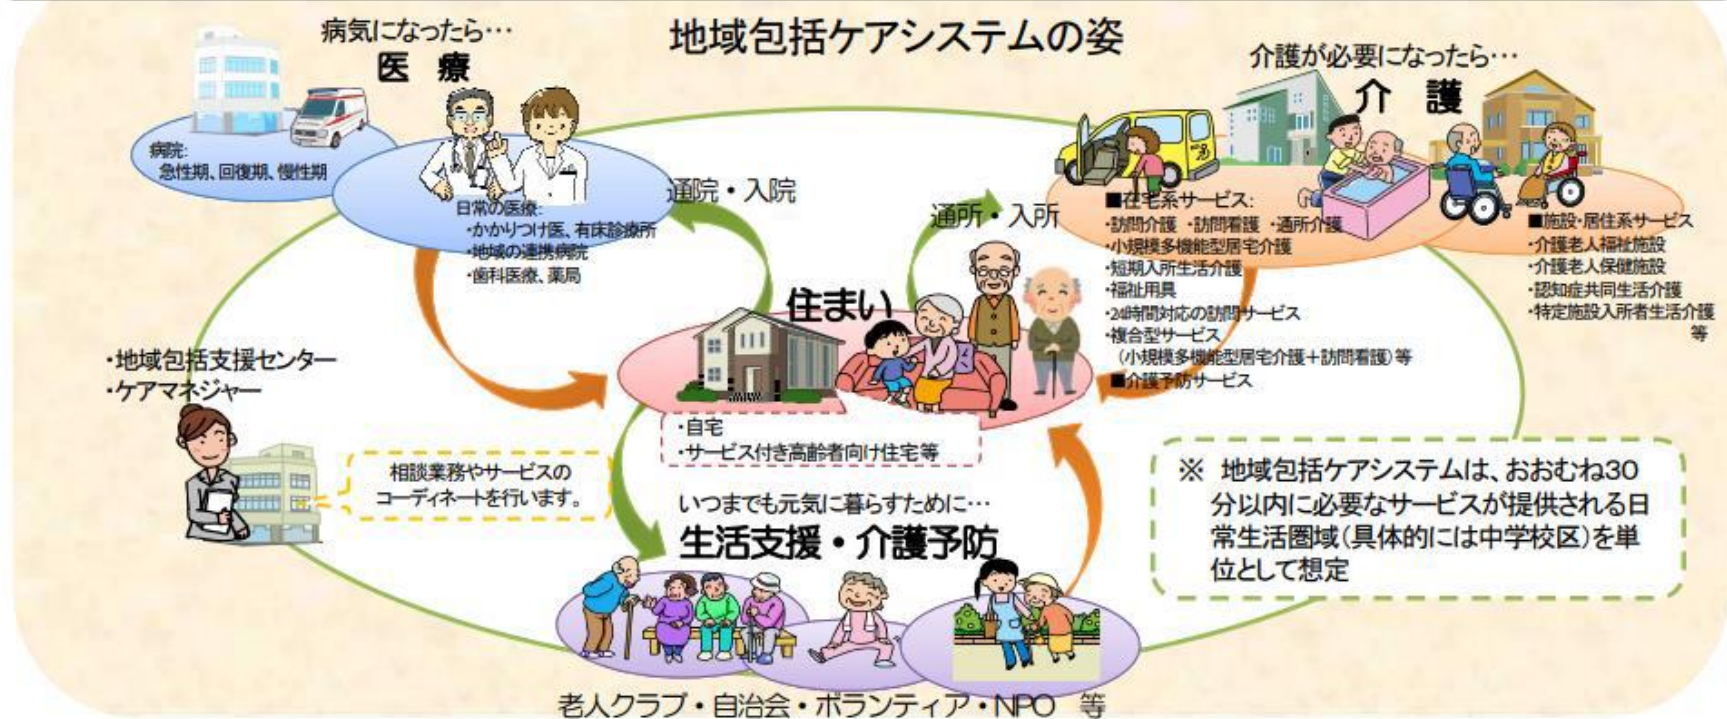 地域包括ケアシステムの姿
病気になったら…
医 療
病院:
急性期、回復期、慢性期
日常の医療:
・かかりつけ医、有床診療所
・地域の連携病院
・歯科医療、薬局
通院・入院
介護が必要になったら…
介 護
通所・入所
■在宅系サービス:
・訪問介護 ・訪問看護 ・通所介護
・小規模多機能型居宅介護
・短期入所生活介護
・福祉用具
・24時間対応の訪問サービス
・複合型サービス
（小規模多機能型居宅介護＋訪問看護）等
■介護予防サービス
■施設・居住系サービス
・介護老人福祉施設
・介護老人保健施設
・認知症共同生活介護
・特定施設入所者生活介護
等
住まい
・自宅
・サービス付き高齢者向け住宅等
・地域包括支援センター
・ケアマネジャー
相談業務やサービスの
コーディネートを行います。
いつまでも元気に暮らすために…
生活支援・介護予防
老人クラブ・自治会・ボランティア・NPO 等
※ 地域包括ケアシステムは、おおむね30
分以内に必要なサービスが提供される日
常生活圏域（具体的には中学校区）を単
位として想定